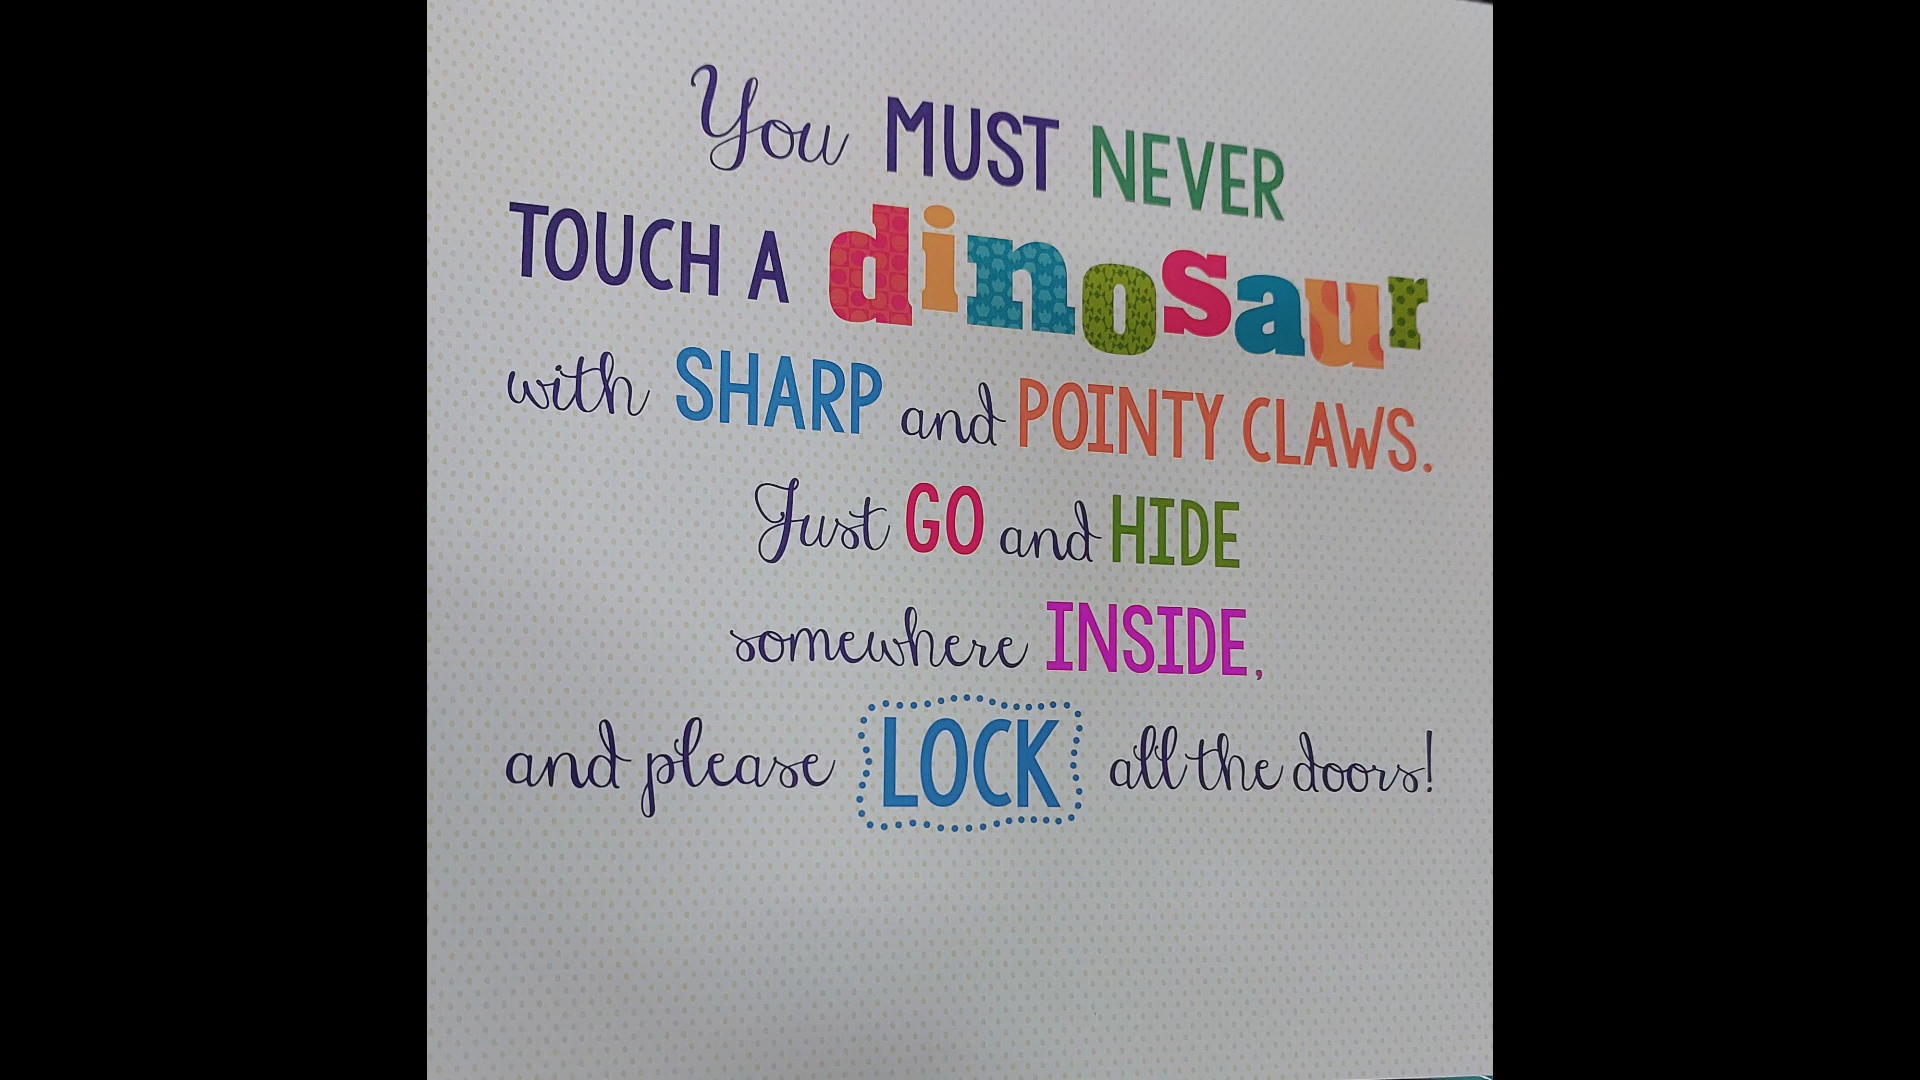 You MUST NEVER
TOUCH A dinosaur
with SHARP and POINTY CLAWS.
Just GO and HIDE
somewhere INSIDE,
and please LOCK all the doors!